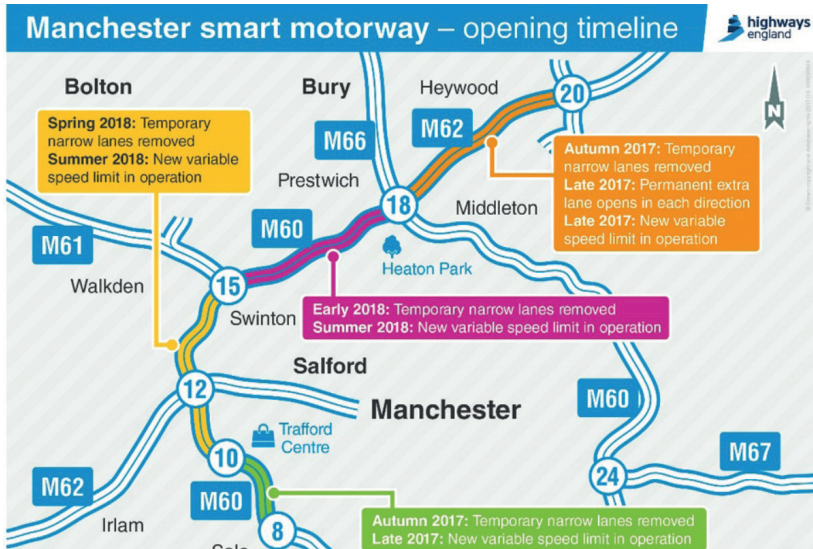 Manchester smart motorway – opening timeline
highways
england
Bolton
Bury
Heywood
20
N
Spring 2018: Temporary
narrow lanes removed
Summer 2018: New variable
speed limit in operation
M66
M62
Autumn 2017: Temporary
narrow lanes removed
Late 2017: Permanent extra
lane opens in each direction
Late 2017: New variable
speed limit in operation
Prestwich
18
Middleton
M60
M61
Heaton Park
Walkden
15
Swinton
Early 2018: Temporary narrow lanes removed
Summer 2018: New variable speed limit in operation
Salford
12
Manchester
M60
Trafford
Centre
10
M67
24
M62
M60
Irlam
8
Autumn 2017: Temporary narrow lanes removed
Late 2017: New variable speed limit in operation